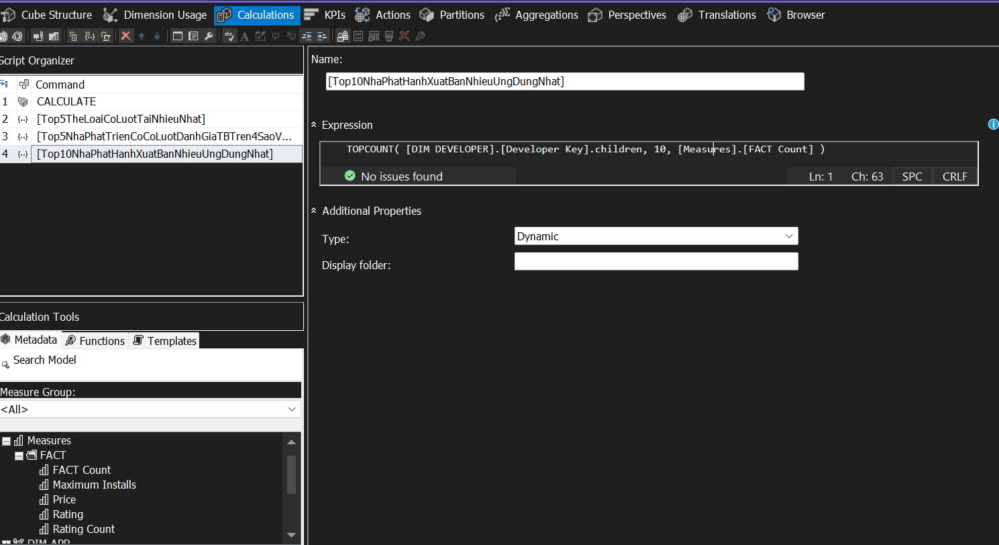 Cube Structure Dimension Usage Calculations KPIs Actions Partitions Aggregations Perspectives Translations Browser
abc
Script Organizer
Command
1 CALCULATE
2 [Top5TheLoaiCoLuotTaiNhieuNhat]
3 [Top5NhaPhatTrienCoCoLuotDanhGiaTBTren4SaoV...
4 [Top10NhaPhatHanhXuatBanNhieuUngDungNhat]
Calculation Tools
Metadata Functions Templates
Search Model
Measure Group:
<All>
Measures
FACT
FACT Count
Maximum Installs
Price
Rating
Rating Count
DIM APP
Name:
[Top10NhaPhatHanhXuatBanNhieuUngDungNhat]
Expression
TOPCOUNT( [DIM DEVELOPER].[Developer Key].children, 10, [Measures].[FACT Count] )
No issues found Ln: 1 Ch: 63 SPC CRLF
Additional Properties
Type: Dynamic
Display folder: